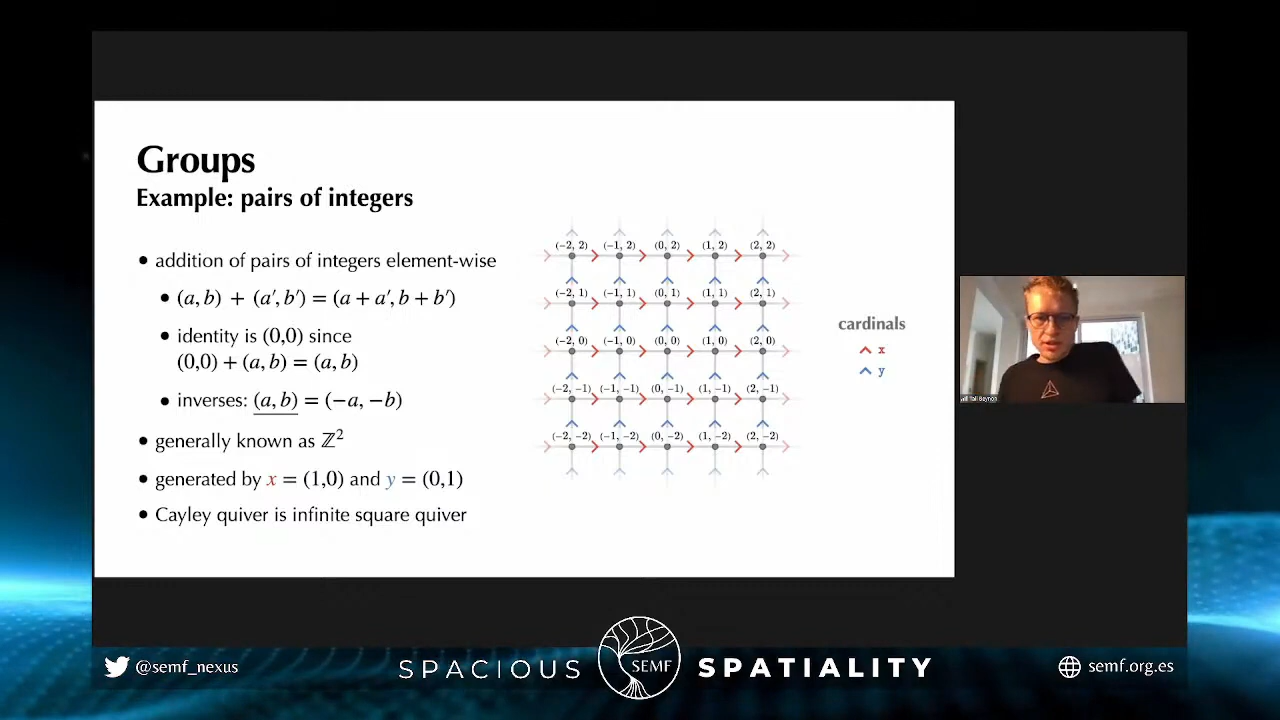 Groups
Example: pairs of integers
• addition of pairs of integers element-wise
• (a, b) + (a′, b′) = (a + a′, b + b′)
• identity is (0,0) since
(0,0) + (a, b) = (a, b)
• inverses: (a, b) = (−a, −b)
• generally known as ℤ²
• generated by x = (1,0) and y = (0,1)
• Cayley quiver is infinite square quiver
(−2, 2) (−1, 2) (0, 2) (1, 2) (2, 2)
(−2, 1) (−1, 1) (0, 1) (1, 1) (2, 1)
(−2, 0) (−1, 0) (0, 0) (1, 0) (2, 0)
(−2, −1) (−1, −1) (0, −1) (1, −1) (2, −1)
(−2, −2) (−1, −2) (0, −2) (1, −2) (2, −2)
cardinals
x
y
Tali Beynon
@semf_nexus
SPACIOUS SEMF SPATIALITY
semf.org.es